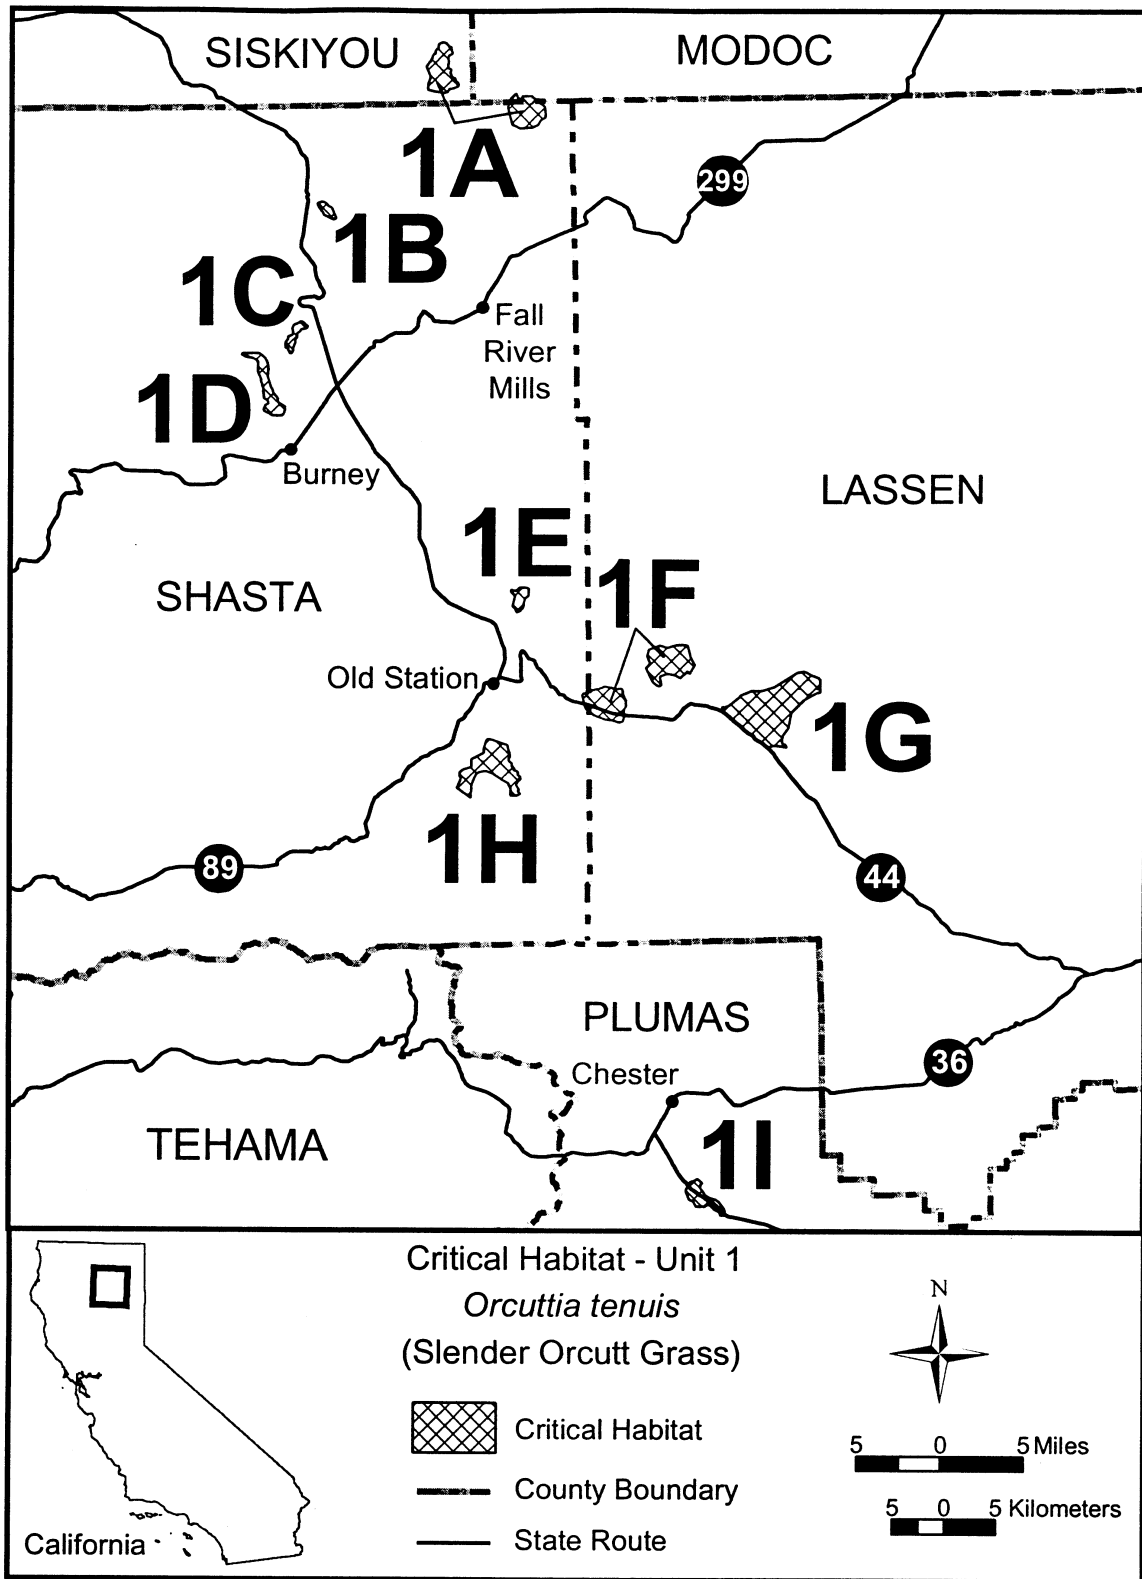 SISKIYOU
MODOC
1A
299
1B
1C
Fall
River
Mills
1D
Burney
LASSEN
1E
1F
SHASTA
Old Station
1G
1H
89
44
PLUMAS
36
Chester
TEHAMA
1I
Critical Habitat - Unit 1
Orcuttia tenuis
(Slender Orcutt Grass)
N
Critical Habitat
5 0 5 Miles
County Boundary
5 0 5 Kilometers
State Route
California